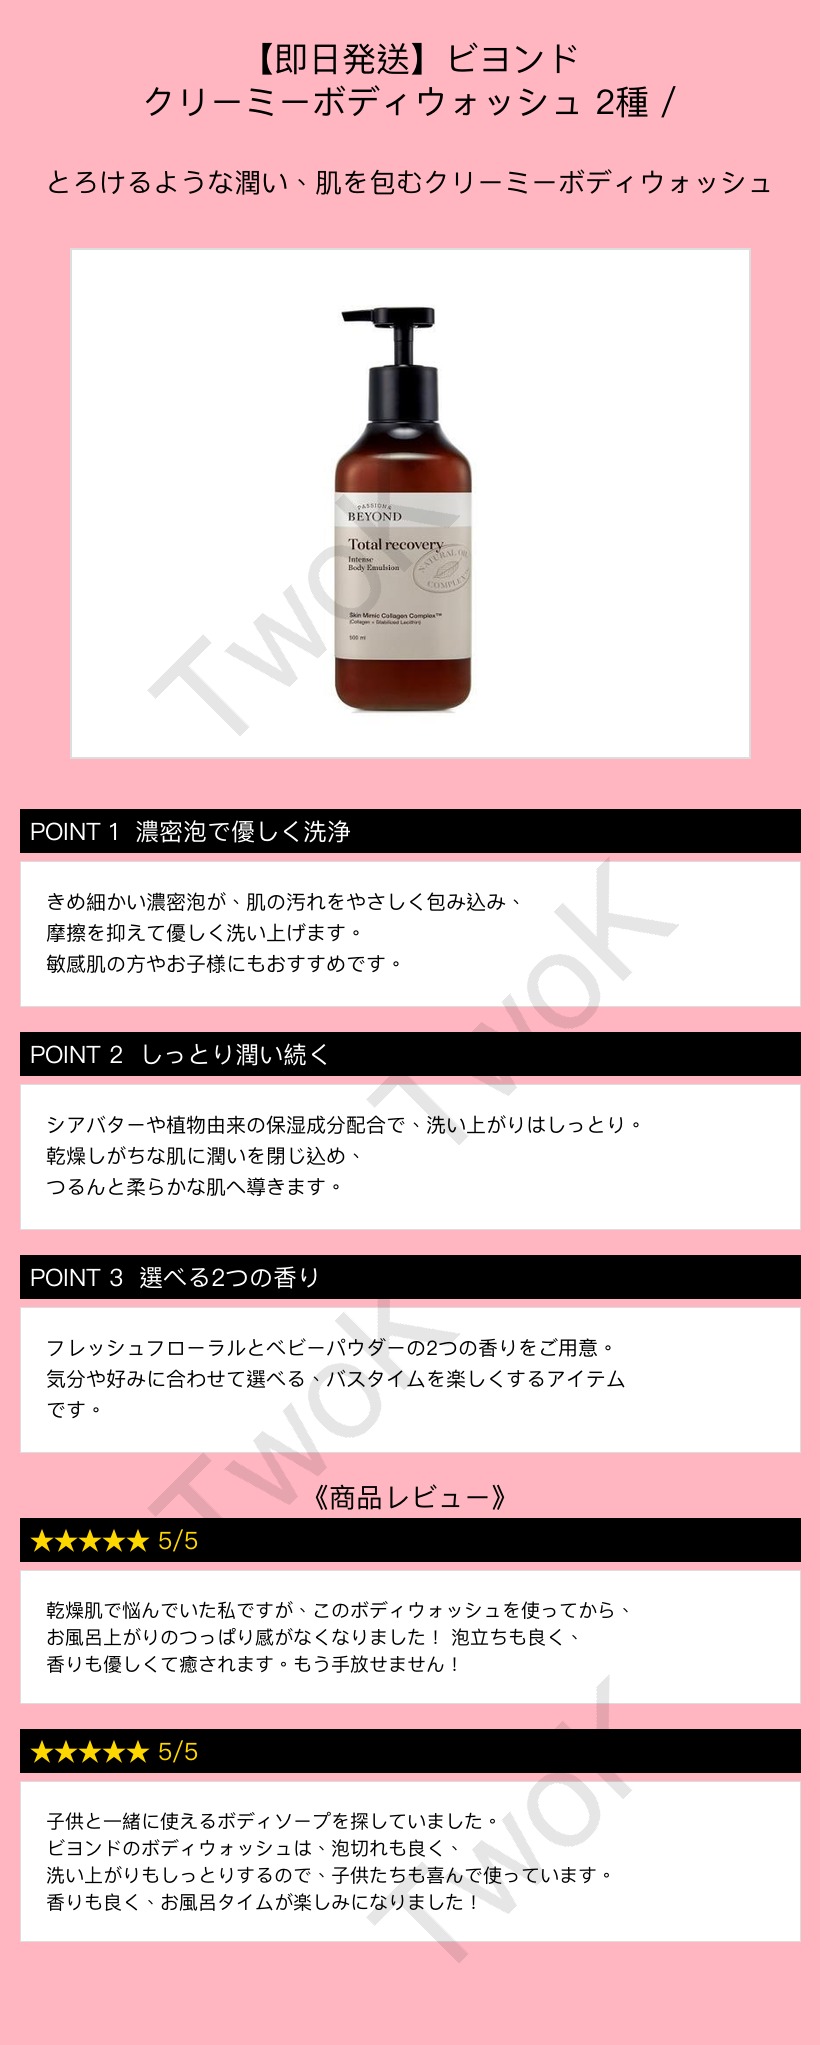 【即日発送】ビヨンド
クリーミーボディウォッシュ 2種 /
とろけるような潤い、肌を包むクリーミーボディウォッシュ
PASSION&
BEYOND
Total recovery
Intense
Body Emulsion
NATURAL OIL
COMPLEX
Skin Mimic Collagen Complex™
(Collagen + Stabilized Lecithin)
500 ml
TwoK
POINT 1 濃密泡で優しく洗浄
きめ細かい濃密泡が、肌の汚れをやさしく包み込み、
摩擦を抑えて優しく洗い上げます。
敏感肌の方やお子様にもおすすめです。
TwoK
POINT 2 しっとり潤い続く
シアバターや植物由来の保湿成分配合で、洗い上がりはしっとり。
乾燥しがちな肌に潤いを閉じ込め、
つるんと柔らかな肌へ導きます。
POINT 3 選べる2つの香り
フレッシュフローラルとベビーパウダーの2つの香りをご用意。
気分や好みに合わせて選べる、バスタイムを楽しくするアイテム
です。
TwoK
《商品レビュー》
★★★★★ 5/5
乾燥肌で悩んでいた私ですが、このボディウォッシュを使ってから、
お風呂上がりのつっぱり感がなくなりました！ 泡立ちも良く、
香りも優しくて癒されます。もう手放せません！
★★★★★ 5/5
子供と一緒に使えるボディソープを探していました。
ビヨンドのボディウォッシュは、泡切れも良く、
洗い上がりもしっとりするので、子供たちも喜んで使っています。
香りも良く、お風呂タイムが楽しみになりました！
TwoK